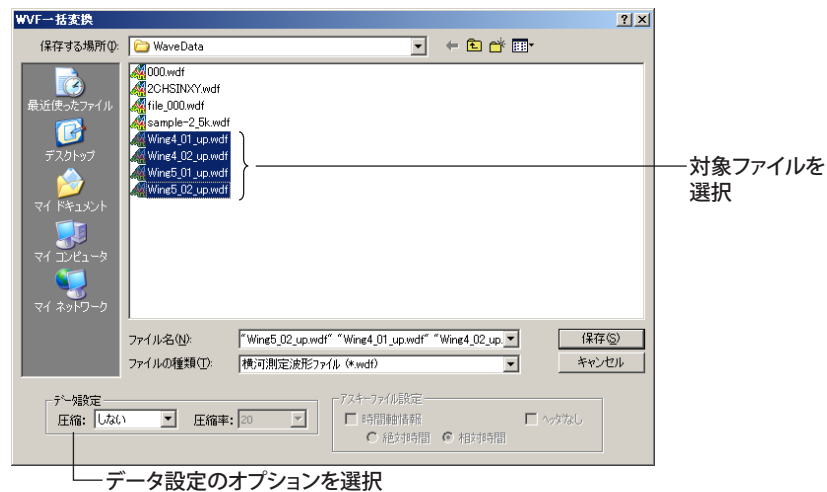 WVF一括変換
保存する場所(I):
WaveData
000.wdf
2CHSINXY.wdf
file_000.wdf
sample-2_5k.wdf
Wing4_01_up.wdf
Wing4_02_up.wdf
Wing5_01_up.wdf
Wing5_02_up.wdf
最近使ったファイル
デスクトップ
マイ ドキュメント
マイ コンピュータ
マイ ネットワーク
対象ファイルを
選択
ファイル名(N):
"Wing5_02_up.wdf" "Wing4_01_up.wdf" "Wing4_02_up.
保存(S)
ファイルの種類(T):
横河測定波形ファイル (*.wdf)
キャンセル
データ設定
圧縮: しない
圧縮率: 20
アスキーファイル設定
時間軸情報
ヘッダなし
絶対時間
相対時間
データ設定のオプションを選択